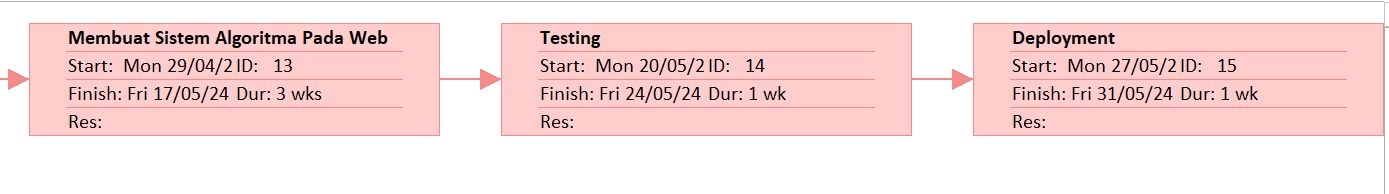 Membuat Sistem Algoritma Pada Web
Start: Mon 29/04/2 ID: 13
Finish: Fri 17/05/24 Dur: 3 wks
Res:
Testing
Start: Mon 20/05/2 ID: 14
Finish: Fri 24/05/24 Dur: 1 wk
Res:
Deployment
Start: Mon 27/05/2 ID: 15
Finish: Fri 31/05/24 Dur: 1 wk
Res: